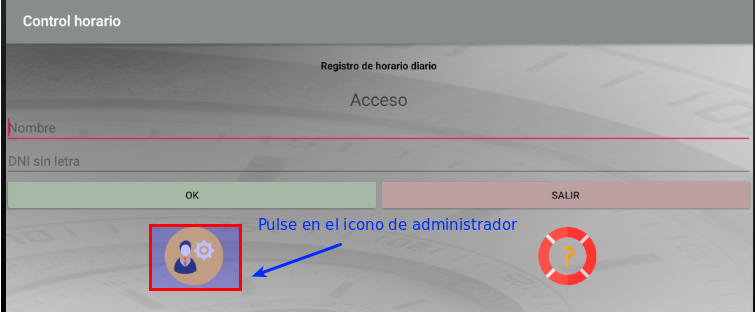 Control horario
Registro de horario diario
Acceso
Nombre
DNI sin letra
OK
SALIR
Pulse en el icono de administrador
?